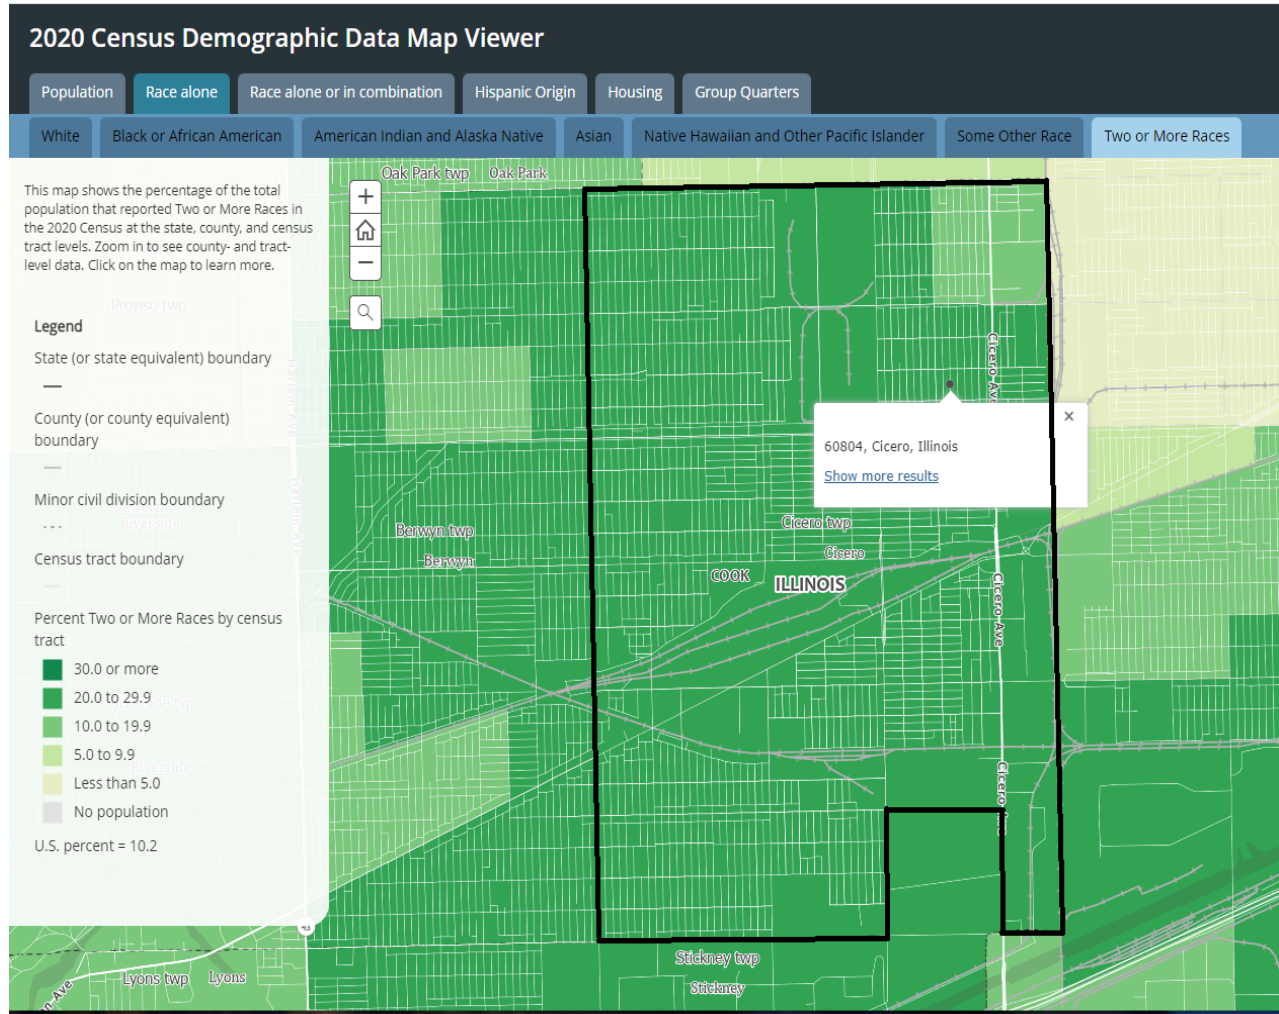 2020 Census Demographic Data Map Viewer
Population
Race alone
Race alone or in combination
Hispanic Origin
Housing
Group Quarters
White
Black or African American
American Indian and Alaska Native
Asian
Native Hawaiian and Other Pacific Islander
Some Other Race
Two or More Races
This map shows the percentage of the total
population that reported Two or More Races in
the 2020 Census at the state, county, and census
tract levels. Zoom in to see county- and tract-
level data. Click on the map to learn more.
Proviso twp
Legend
State (or state equivalent) boundary
County (or county equivalent)
boundary
Minor civil division boundary
Riverside
Census tract boundary
Percent Two or More Races by census
tract
30.0 or more
20.0 to 29.9
10.0 to 19.9
5.0 to 9.9
Less than 5.0
No population
U.S. percent = 10.2
Riverside
Harlem Ave
Harlem Ave
+
−
Oak Park twp
Oak Park
Cicero Ave
×
60804, Cicero, Illinois
Show more results
Berwyn twp
Berwyn
Cicero twp
Cicero
COOK
ILLINOIS
Cicero Ave
Cicero Ave
43
Lyons twp
Lyons
Stickney twp
Stickney